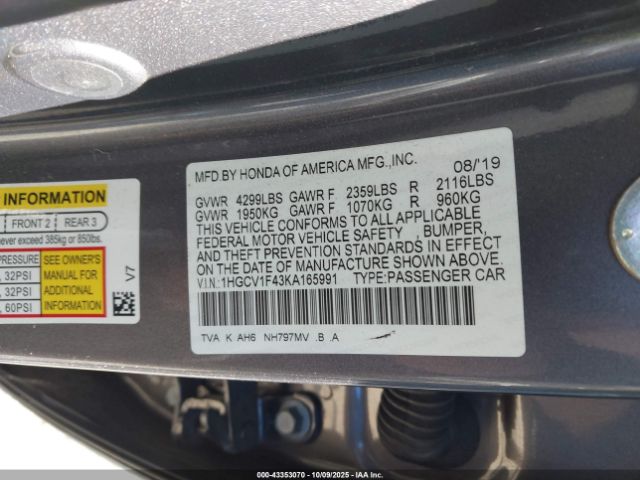 MFD BY HONDA OF AMERICA MFG.,INC. 08/'19
GVWR 4299LBS GAWR F 2359LBS R 2116LBS
GVWR 1950KG GAWR F 1070KG R 960KG
THIS VEHICLE CONFORMS TO ALL APPLICABLE
FEDERAL MOTOR VEHICLE SAFETY , BUMPER,
AND THEFT PREVENTION STANDARDS IN EFFECT
ON THE DATE OF MANUFACTURE SHOWN ABOVE.
V.I.N.:1HGCV1F43KA165991 TYPE:PASSENGER CAR
TVA K AH6 NH797MV .B .A
INFORMATION
FRONT 2 REAR 3
never exceed 385kg or 850lbs.
PRESSURE
, 32PSI
, 32PSI
, 60PSI
SEE OWNER'S
MANUAL FOR
ADDITIONAL
INFORMATION
V7
000-43353070 - 10/09/2025 - IAA Inc.